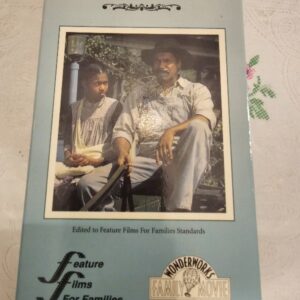 Edited to Feature Films For Families Standards
feature
films
For Families
WONDERWORKS
FAMILY MOVIE